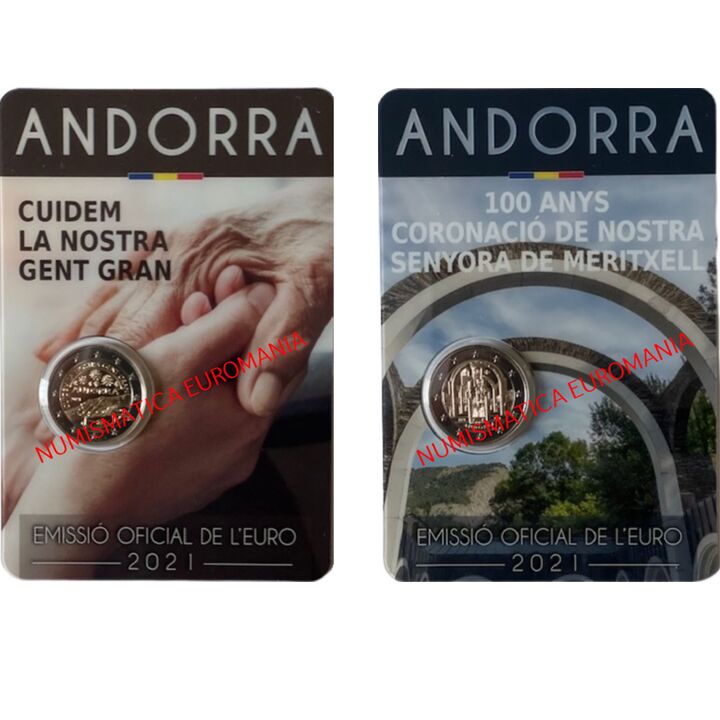 ANDORRA
CUIDEM
LA NOSTRA
GENT GRAN
NUMISMATICA EUROMANIA
EMISSIÓ OFICIAL DE L'EURO
2021
ANDORRA
100 ANYS
CORONACIÓ DE NOSTRA
SENYORA DE MERITXELL
NUMISMATICA EUROMANIA
EMISSIÓ OFICIAL DE L'EURO
2021